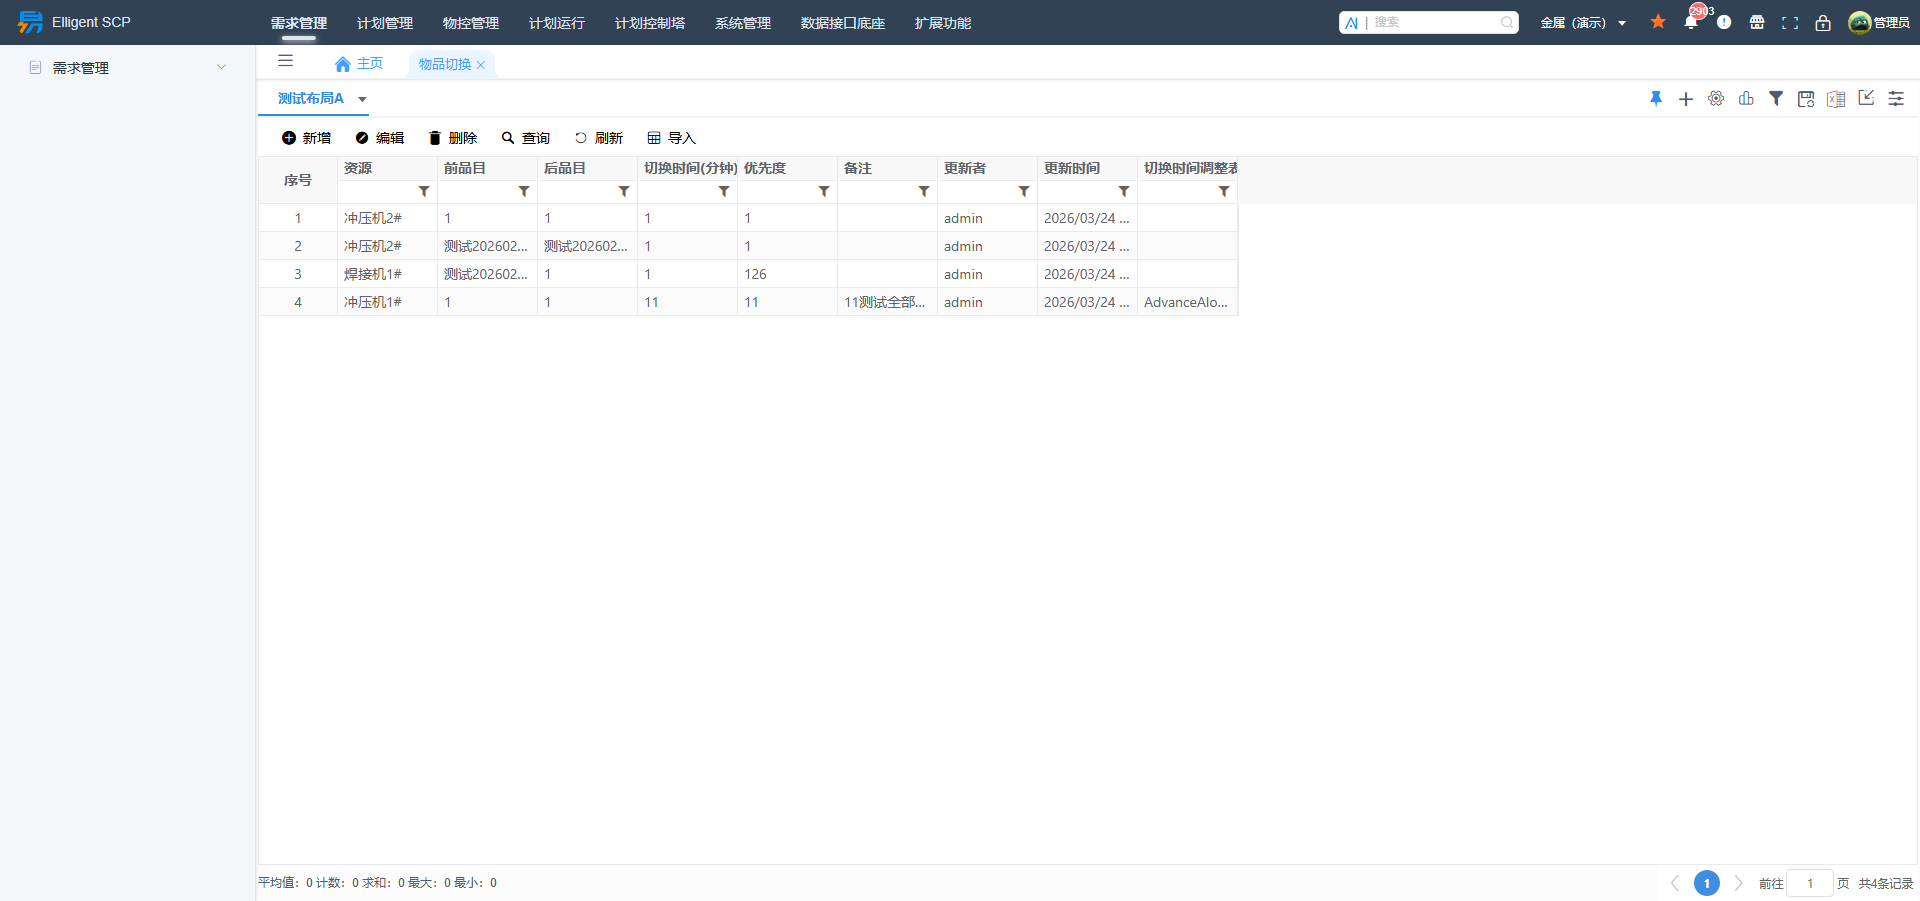 Elligent SCP
需求管理 计划管理 物控管理 计划运行 计划控制塔 系统管理 数据接口底座 扩展功能
搜索
金属（演示）
2903
管理员
需求管理
主页
物品切换
测试布局A
新增 编辑 删除 查询 刷新 导入
序号 资源 前品目 后品目 切换时间(分钟) 优先度 备注 更新者 更新时间 切换时间调整表
1 冲压机2# 1 1 1 1 admin 2026/03/24 ...
2 冲压机2# 测试202602... 测试202602... 1 1 admin 2026/03/24 ...
3 焊接机1# 测试202602... 1 1 126 admin 2026/03/24 ...
4 冲压机1# 1 1 11 11 11测试全部... admin 2026/03/24 ... AdvanceAlo...
平均值：0 计数：0 求和：0 最大：0 最小：0
1
前往 1 页 共4条记录